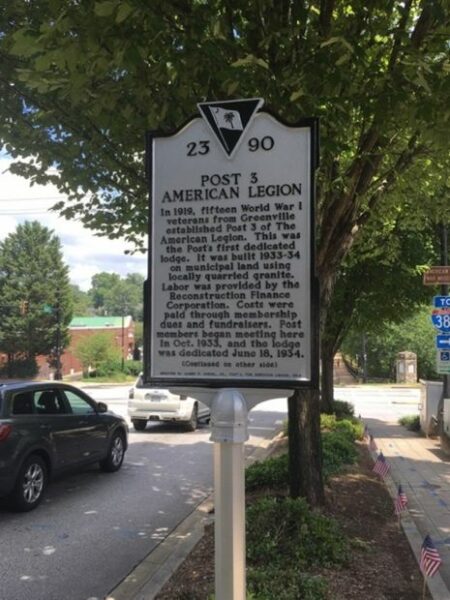 23 90
POST 3
AMERICAN LEGION
In 1919, fifteen World War I
veterans from Greenville
established Post 3 of The
American Legion. This was
the Post's first dedicated
lodge. It was built 1933-34
on municipal land using
locally quarried granite.
Labor was provided by the
Reconstruction Finance
Corporation. Costs were
paid through membership
dues and fundraisers. Post
members began meeting here
in Oct. 1933, and the lodge
was dedicated June 18, 1934.
(Continued on other side)
AMERICAN
TO
38